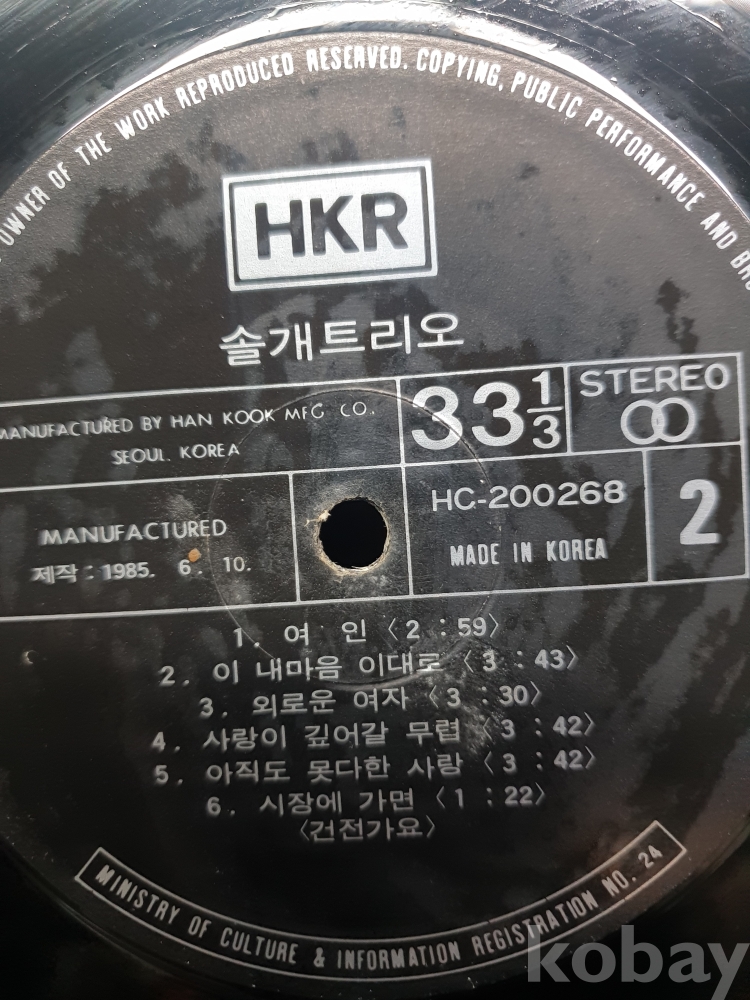 OWNER OF THE WORK REPRODUCED RESERVED. COPYING, PUBLIC PERFORMANCE AND
HKR
솔개트리오
MANUFACTURED BY HAN KOOK MFG CO.
SEOUL. KOREA
33 1/3
STEREO
MANUFACTURED
제작 : 1985. 6. 10.
HC-200268
MADE IN KOREA
2
1. 여 인 〈2 : 59〉
2. 이 내마음 이대로 〈3 : 43〉
3. 외로운 여자 〈3 : 30〉
4. 사랑이 깊어갈 무렵 〈3 : 42〉
5. 아직도 못다한 사랑 〈3 : 42〉
6. 시장에 가면 〈1 : 22〉
〈건전가요〉
MINISTRY OF CULTURE & INFORMATION REGISTRATION NO. 24
kobay